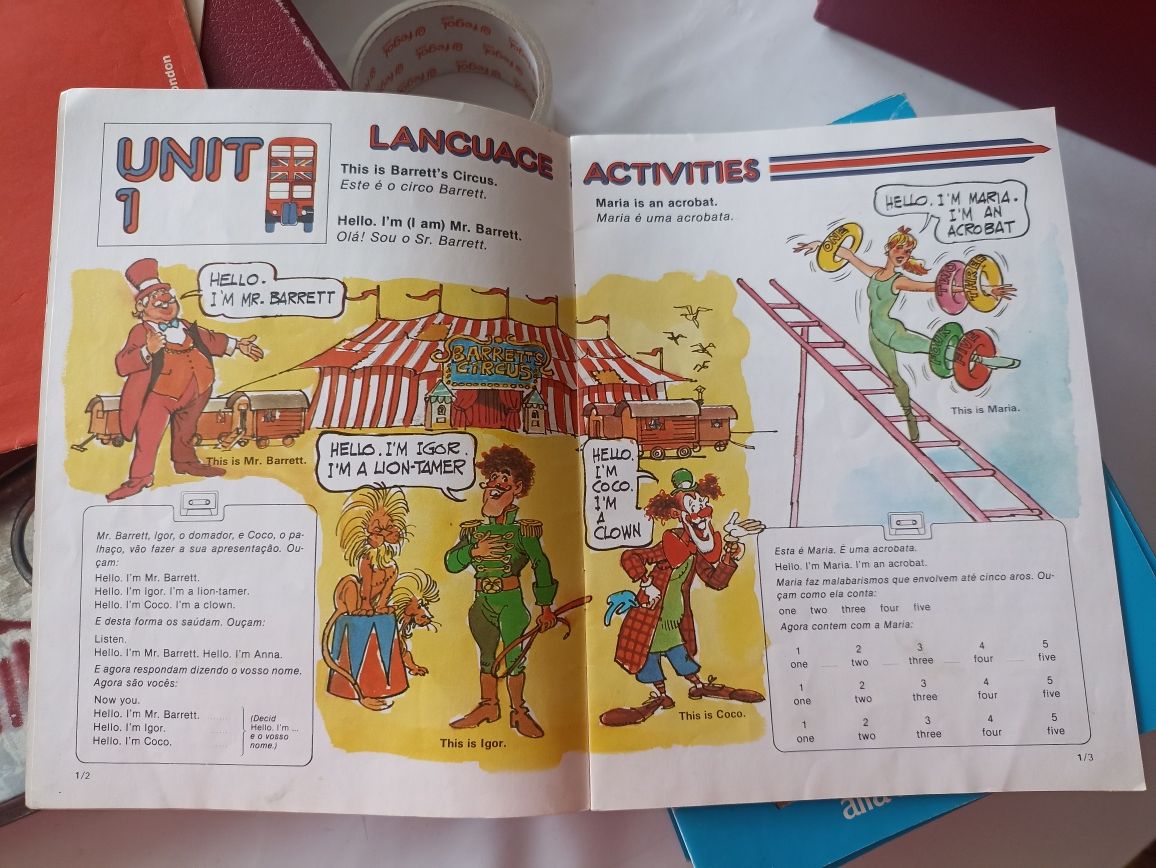 UNIT
1
LANGUAGE ACTIVITIES
This is Barrett's Circus.
Este é o circo Barrett.
Hello. I'm (I am) Mr. Barrett.
Olá! Sou o Sr. Barrett.
HELLO.
I'M MR. BARRETT
BARRETT'S
CIRCUS
This is Mr. Barrett.
HELLO. I'M IGOR.
I'M A LION-TAMER
This is Igor.
Mr. Barrett, Igor, o domador, e Coco, o pa-
lhaço, vão fazer a sua apresentação. Ou-
çam:
Hello. I'm Mr. Barrett.
Hello. I'm Igor. I'm a lion-tamer.
Hello. I'm Coco. I'm a clown.
E desta forma os saúdam. Ouçam:
Listen.
Hello. I'm Mr. Barrett. Hello. I'm Anna.
E agora respondam dizendo o vosso nome.
Agora são vocês:
Now you.
Hello. I'm Mr. Barrett. ........
Hello. I'm Igor. ........
Hello. I'm Coco. ........
(Decid
Hello. I'm ...
e o vosso
nome.)
1/2
Maria is an acrobat.
Maria é uma acrobata.
HELLO. I'M MARIA.
I'M AN
ACROBAT
ONE
TWO
THREE
FOUR
FIVE
This is Maria.
HELLO.
I'M
COCO.
I'M
A
CLOWN
This is Coco.
Esta é Maria. É uma acrobata.
Hello. I'm Maria. I'm an acrobat.
Maria faz malabarismos que envolvem até cinco aros. Ou-
çam como ela conta:
one two three four five
Agora contem com a Maria:
1 2 3 4 5
one two three four five
1 2 3 4 5
one two three four five
1 2 3 4 5
one two three four five
1/3
ondon
fegol
and